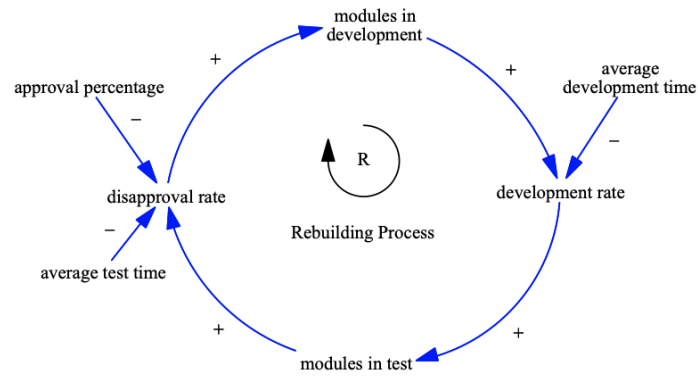 modules in
development
+
+
average
development time
approval percentage
−
−
R
disapproval rate
development rate
−
Rebuilding Process
average test time
+
+
modules in test